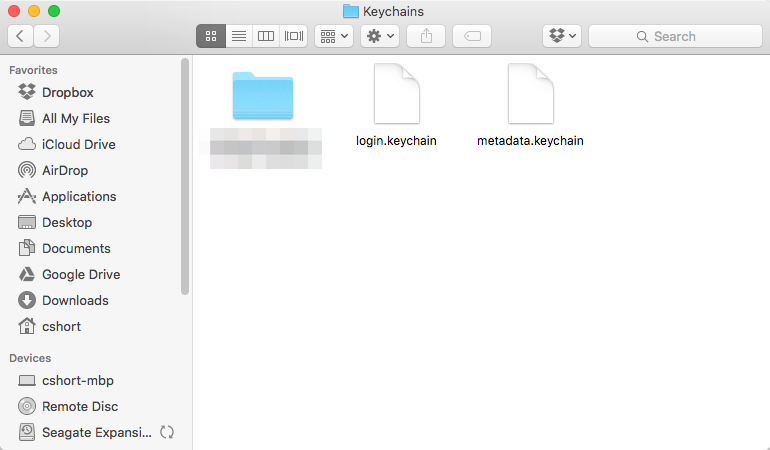 Keychains
Search
Favorites
Dropbox
All My Files
iCloud Drive
AirDrop
Applications
Desktop
Documents
Google Drive
Downloads
cshort
Devices
cshort-mbp
Remote Disc
Seagate Expansi...
login.keychain
metadata.keychain